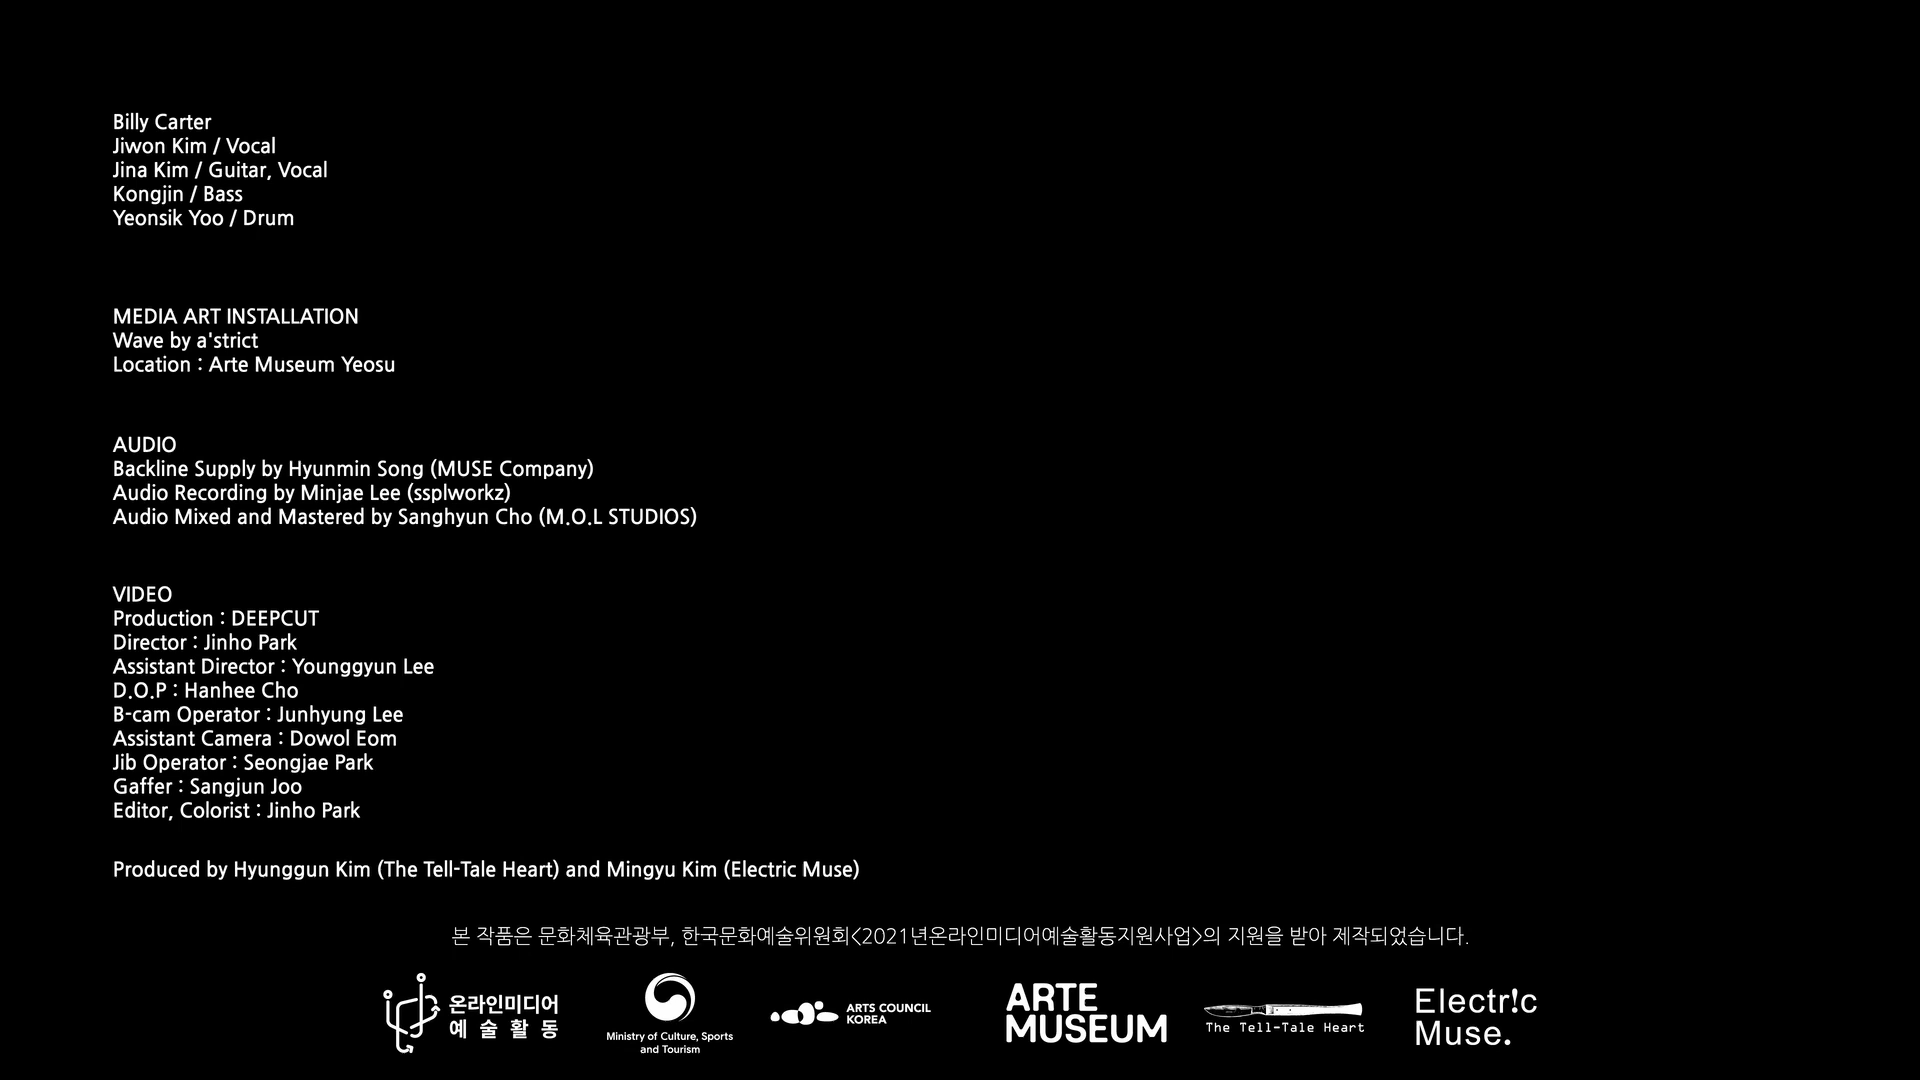 Billy Carter
Jiwon Kim / Vocal
Jina Kim / Guitar, Vocal
Kongjin / Bass
Yeonsik Yoo / Drum
MEDIA ART INSTALLATION
Wave by a'strict
Location : Arte Museum Yeosu
AUDIO
Backline Supply by Hyunmin Song (MUSE Company)
Audio Recording by Minjae Lee (ssplworkz)
Audio Mixed and Mastered by Sanghyun Cho (M.O.L STUDIOS)
VIDEO
Production : DEEPCUT
Director : Jinho Park
Assistant Director : Younggyun Lee
D.O.P : Hanhee Cho
B-cam Operator : Junhyung Lee
Assistant Camera : Dowol Eom
Jib Operator : Seongjae Park
Gaffer : Sangjun Joo
Editor, Colorist : Jinho Park
Produced by Hyunggun Kim (The Tell-Tale Heart) and Mingyu Kim (Electric Muse)
본 작품은 문화체육관광부, 한국문화예술위원회<2021년온라인미디어예술활동지원사업>의 지원을 받아 제작되었습니다.
온라인미디어
예술활동
Ministry of Culture, Sports
and Tourism
ARTS COUNCIL
KOREA
ARTE
MUSEUM
The Tell-Tale Heart
Electr!c
Muse.